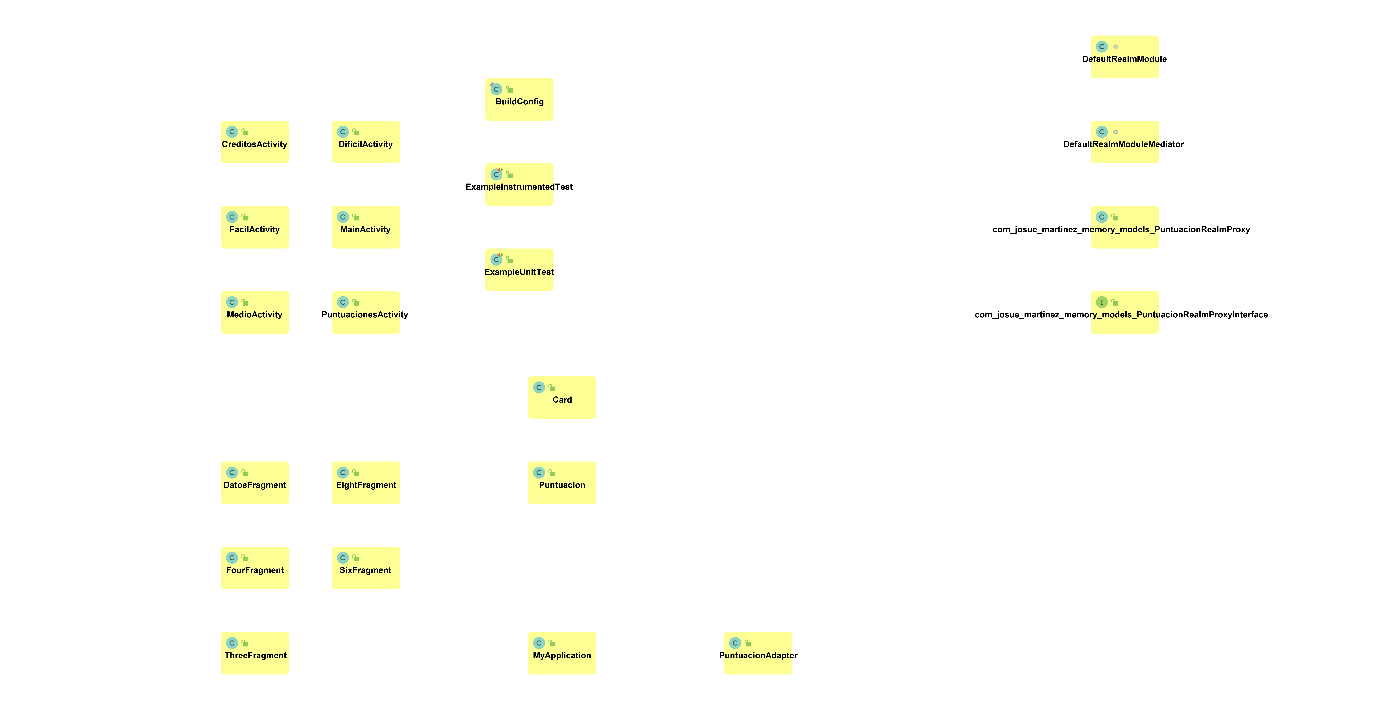 DefaultRealmModule
BuildConfig
CreditosActivity
DificilActivity
DefaultRealmModuleMediator
ExampleInstrumentedTest
FacilActivity
MainActivity
com_josue_martinez_memory_models_PuntuacionRealmProxy
ExampleUnitTest
MedioActivity
PuntuacionesActivity
com_josue_martinez_memory_models_PuntuacionRealmProxyInterface
Card
DatosFragment
EightFragment
Puntuacion
FourFragment
SixFragment
ThreeFragment
MyApplication
PuntuacionAdapter